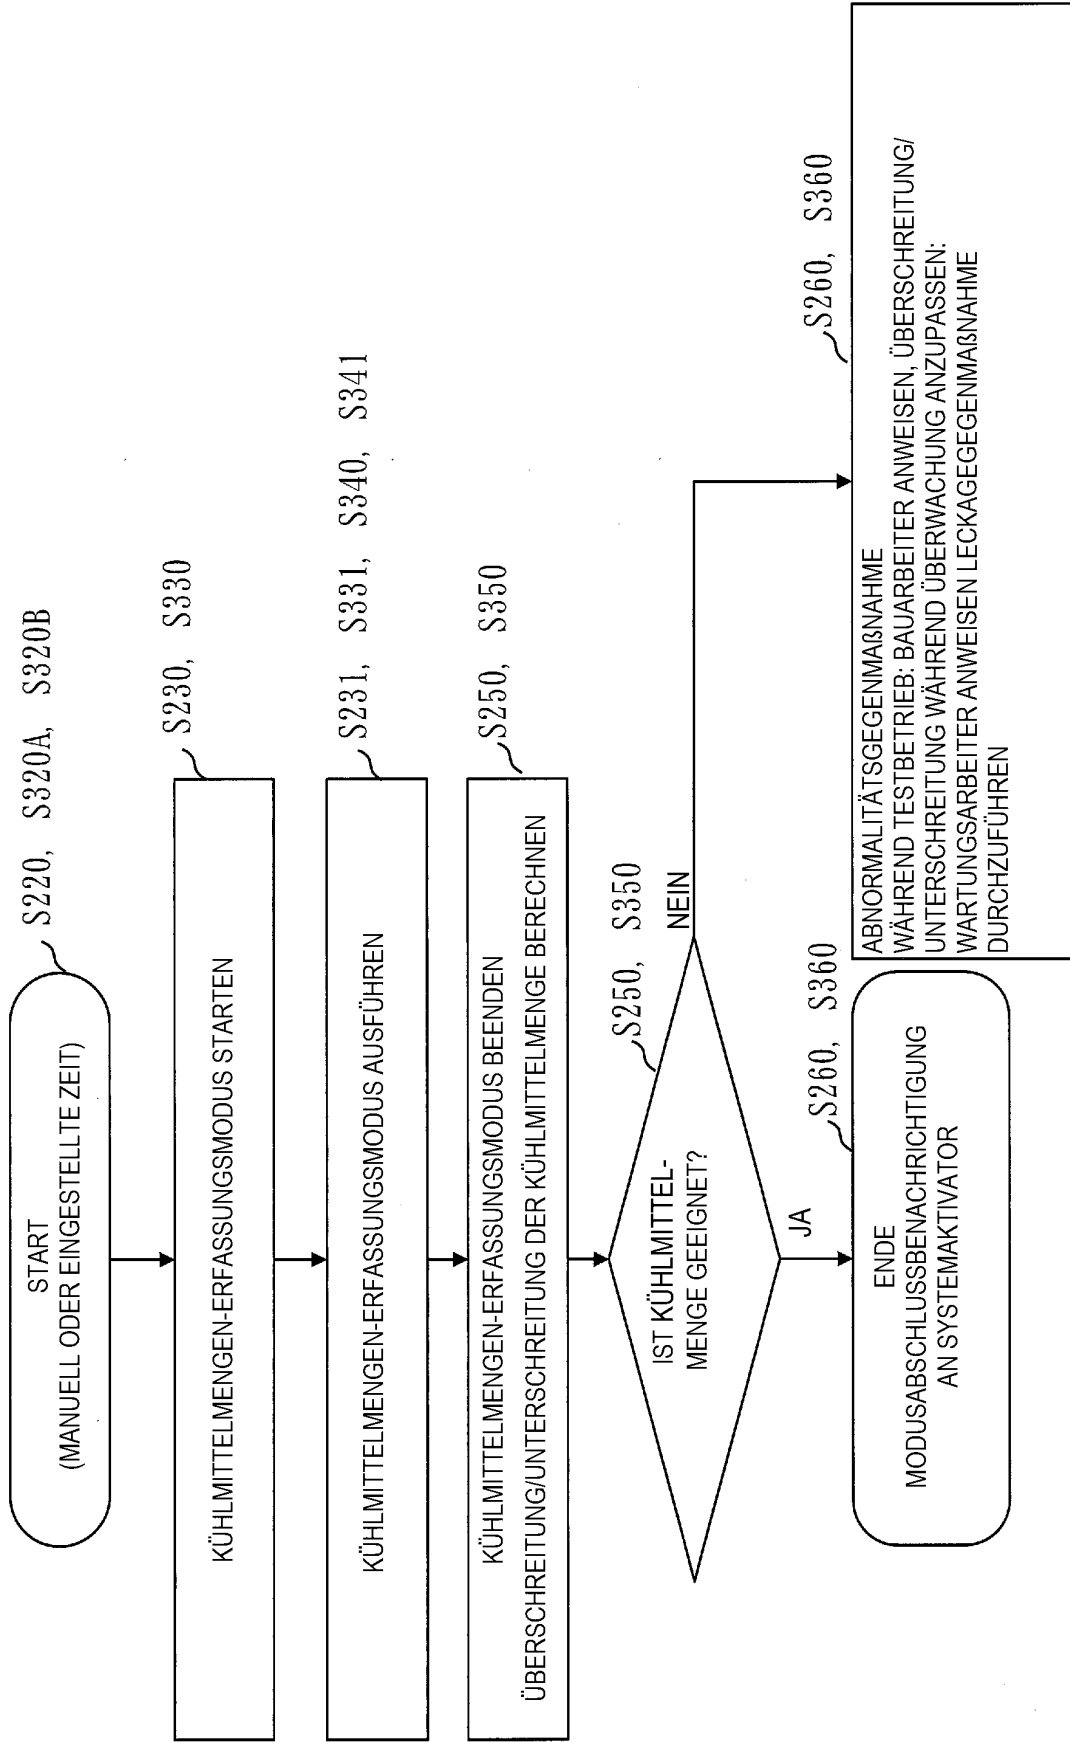 START
(MANUELL ODER EINGESTELLTE ZEIT)
S220, S320A, S320B
KÜHLMITTELMENGEN-ERFASSUNGSMODUS STARTEN
S230, S330
KÜHLMITTELMENGEN-ERFASSUNGSMODUS AUSFÜHREN
S231, S331, S340, S341
KÜHLMITTELMENGEN-ERFASSUNGSMODUS BEENDEN
ÜBERSCHREITUNG/UNTERSCHREITUNG DER KÜHLMITTELMENGE BERECHNEN
S250, S350
IST KÜHLMITTEL-
MENGE GEEIGNET?
S250, S350
NEIN
JA
ENDE
MODUSABSCHLUSSBENACHRICHTIGUNG
AN SYSTEMAKTIVATOR
S260, S360
ABNORMALITÄTSGEGENMAßNAHME
WÄHREND TESTBETRIEB: BAUARBEITER ANWEISEN, ÜBERSCHREITUNG/
UNTERSCHREITUNG WÄHREND ÜBERWACHUNG ANZUPASSEN:
WARTUNGSARBEITER ANWEISEN LECKAGEGEGENMAßNAHME
DURCHZUFÜHREN
S260, S360